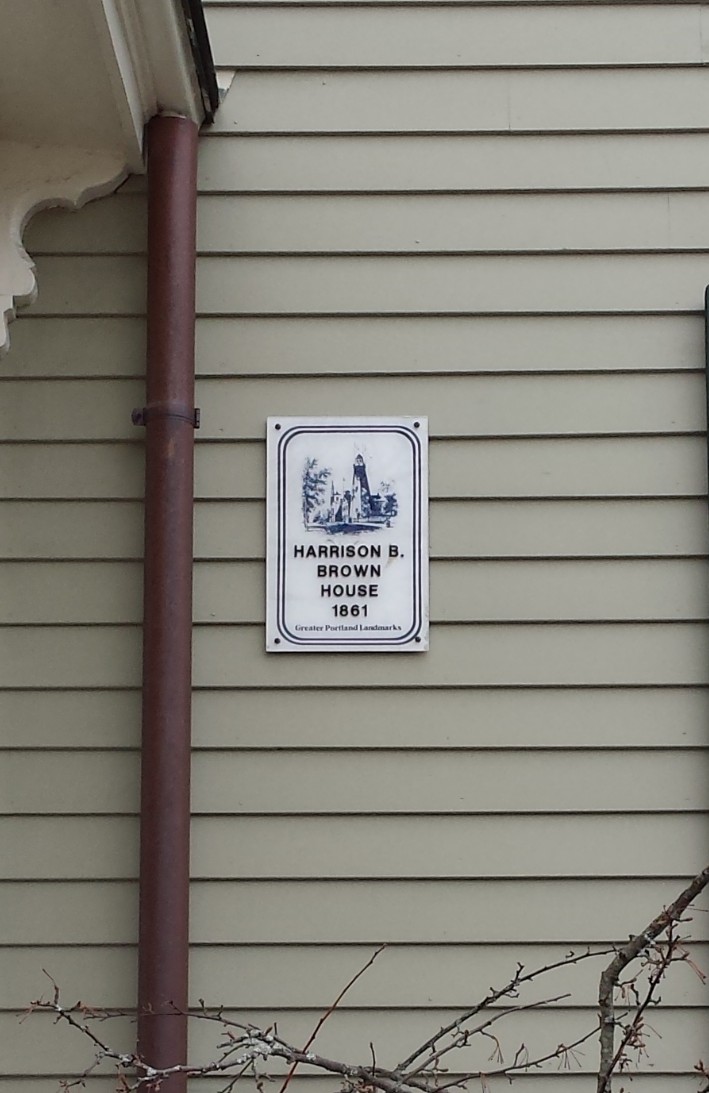 HARRISON B.
BROWN
HOUSE
1861
Greater Portland Landmarks